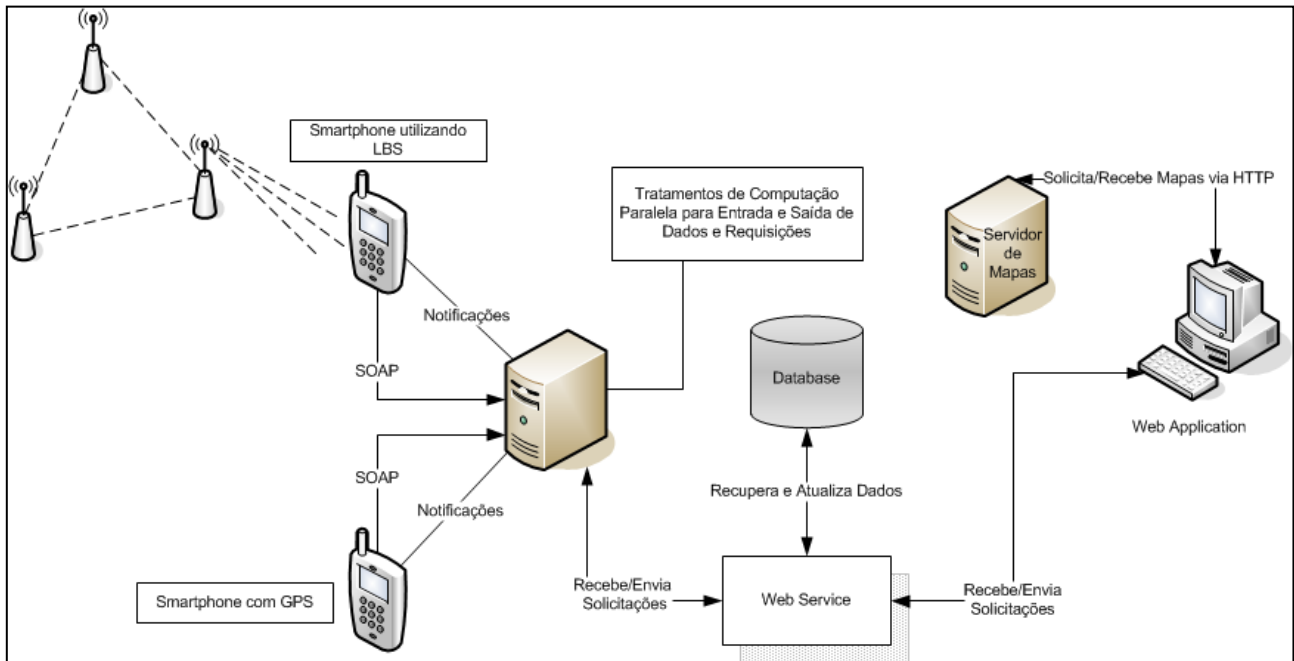 Smartphone utilizando
LBS
Tratamentos de Computação
Paralela para Entrada e Saída de
Dados e Requisições
Solicita/Recebe Mapas via HTTP
Servidor
de
Mapas
Notificações
SOAP
Database
Web Application
SOAP
Notificações
Recupera e Atualiza Dados
Smartphone com GPS
Recebe/Envia
Solicitações
Web Service
Recebe/Envia
Solicitações